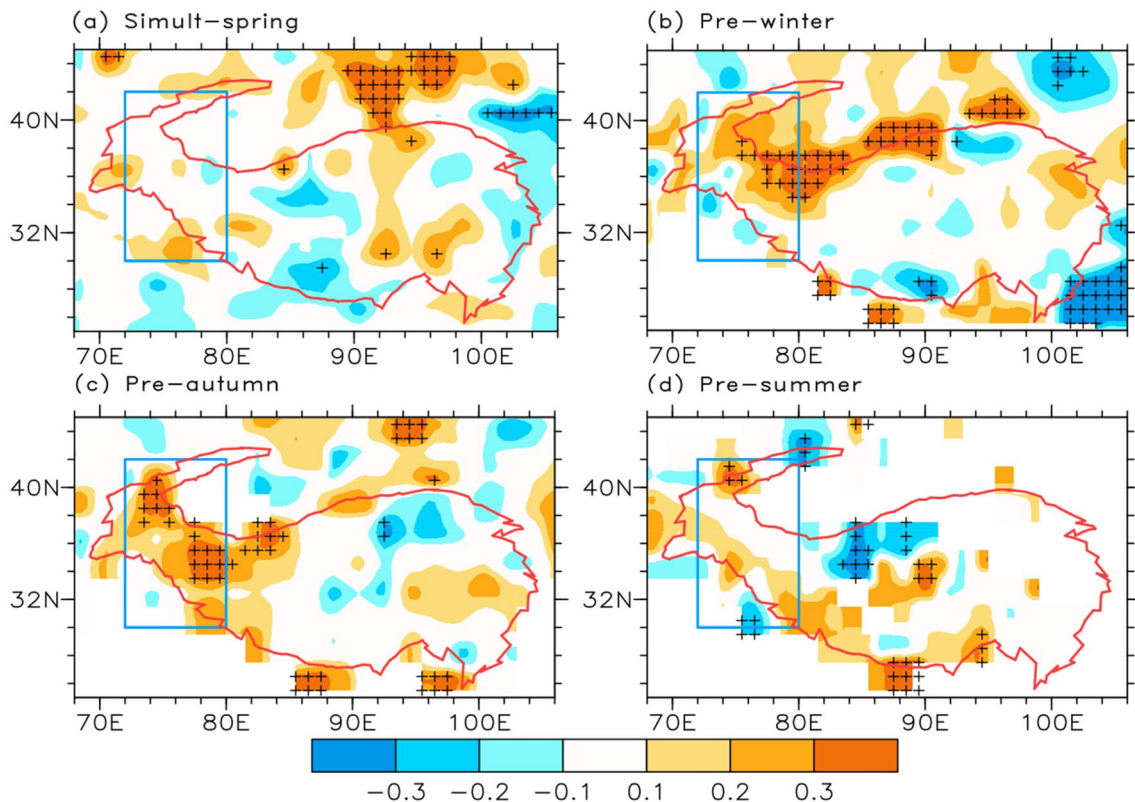 (a) Simult-spring
(b) Pre-winter
40N
32N
70E 80E 90E 100E
40N
32N
70E 80E 90E 100E
(c) Pre-autumn
(d) Pre-summer
40N
32N
70E 80E 90E 100E
40N
32N
70E 80E 90E 100E
-0.3 -0.2 -0.1 0.1 0.2 0.3